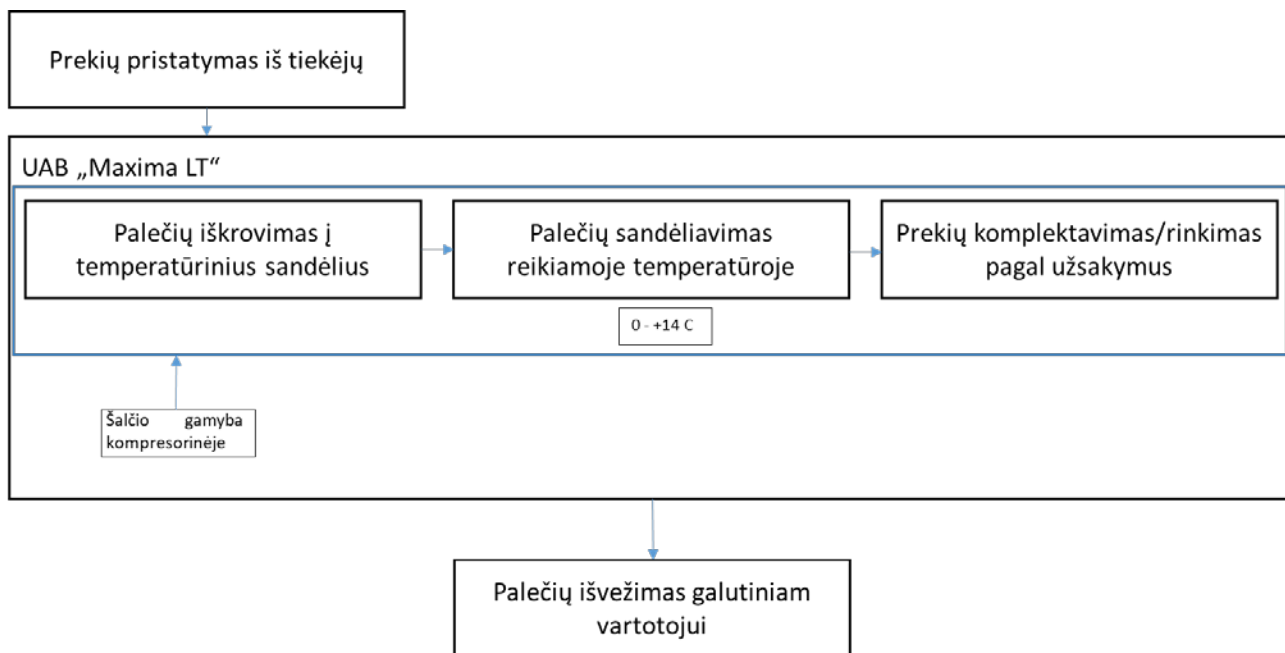 Prekių pristatymas iš tiekėjų
UAB „Maxima LT“
Palečių iškrovimas į
temperatūrinius sandėlius
Palečių sandėliavimas
reikiamoje temperatūroje
Prekių komplektavimas/rinkimas
pagal užsakymus
0 - +14 C
Šalčio gamyba
kompresorinėje
Palečių išvežimas galutiniam
vartotojui